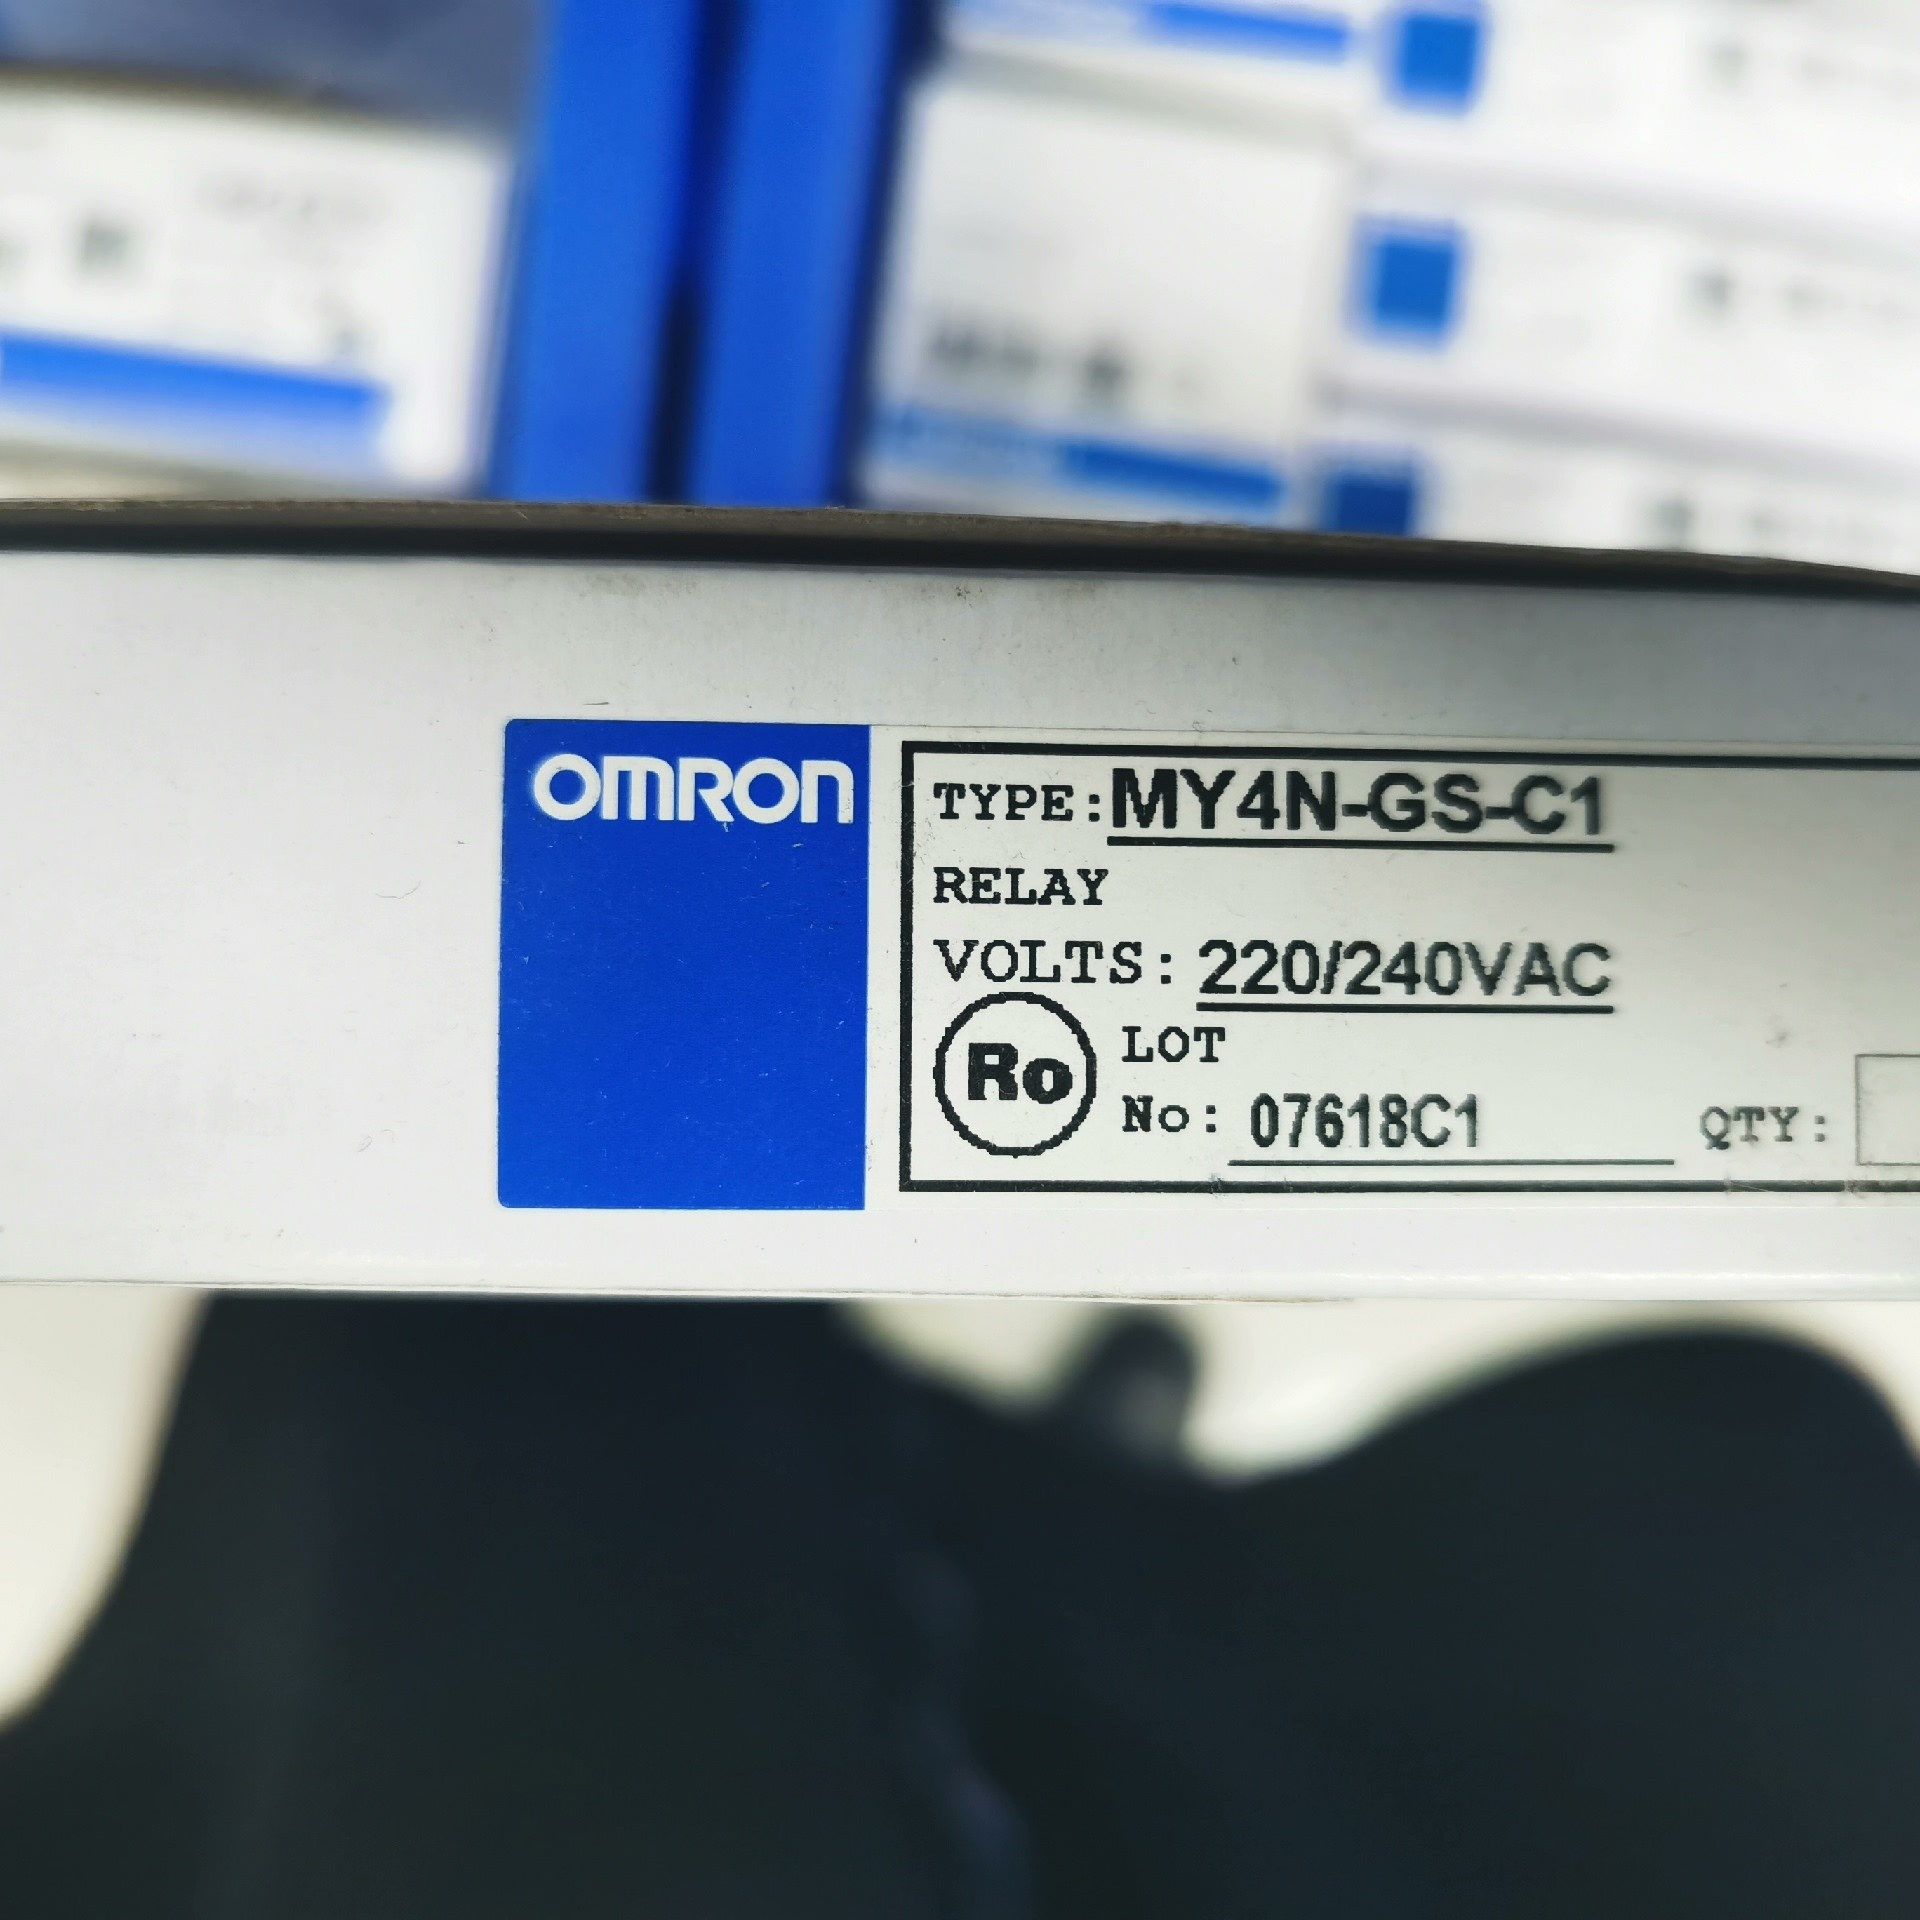 OMRON
TYPE:MY4N-GS-C1
RELAY
VOLTS: 220/240VAC
Ro
LOT
No: 07618C1
QTY: